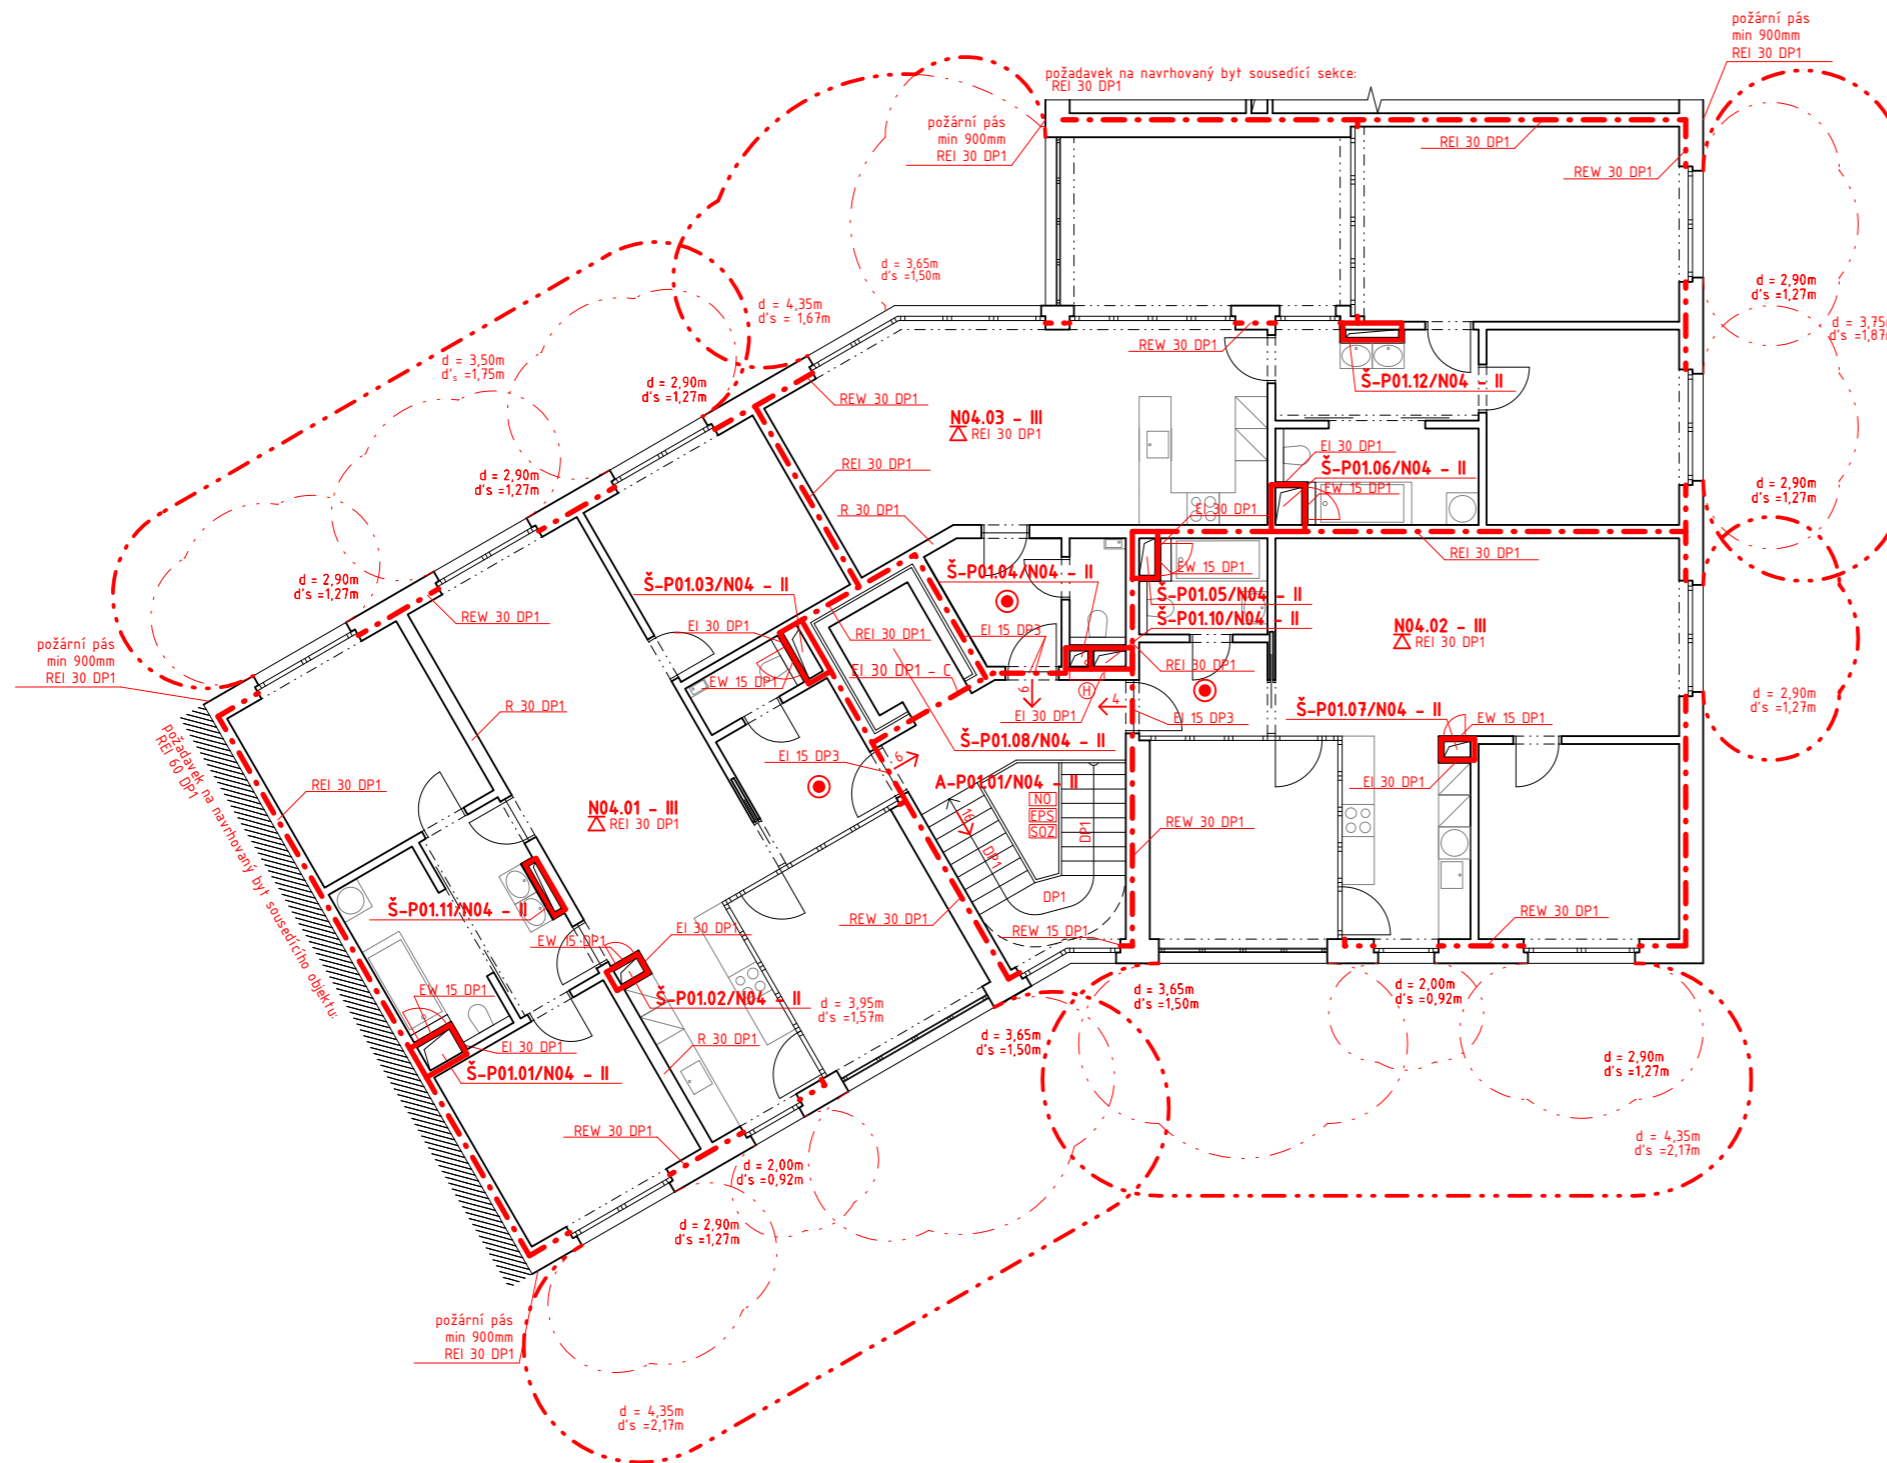 požární pás
min 900mm
REI 30 DP1
požadavek na navrhovaný byt sousedící sekce:
REI 30 DP1
požární pás
min 900mm
REI 30 DP1
REI 30 DP1
REW 30 DP1
d = 3,65m
d's =1,50m
d = 4,35m
d's = 1,67m
d = 2,90m
d's =1,27m
d = 3,75
d's =1,87
d = 3,50m
d's =1,75m
REW 30 DP1
d = 2,90m
d's =1,27m
Š-P01.12/N04 - II
REW 30 DP1
N04.03 - III
REI 30 DP1
EI 30 DP1
REI 30 DP1
Š-P01.06/N04 - II
d = 2,90m
d's =1,27m
EW 15 DP1
d = 2,90m
d's =1,27m
R 30 DP1
EI 30 DP1
REI 30 DP1
d = 2,90m
d's =1,27m
Š-P01.03/N04 - II
Š-P01.04/N04 - II
EW 15 DP1
Š-P01.05/N04 - II
Š-P01.10/N04 - II
REW 30 DP1
EI 30 DP1
REI 30 DP1
EI 15 DP3
N04.02 - III
REI 30 DP1
požární pás
min 900mm
REI 30 DP1
EI 30 DP1 - C
REI 30 DP1
EW 15 DP1
6
H
4
R 30 DP1
EI 30 DP1
EI 15 DP3
Š-P01.07/N04 - II
EW 15 DP1
d = 2,90m
d's =1,27m
požadavek na navrhovaný byt sousedícího objektu:
REI 60 DP1
Š-P01.08/N04 - II
EI 15 DP3
6
REI 30 DP1
A-P01.01/N04 - II
EI 30 DP1
NO
EPS
SOZ
N04.01 - III
REI 30 DP1
16
DP1
DP1
REW 30 DP1
DP1
Š-P01.11/N04 - II
REW 30 DP1
REW 15 DP1
REW 30 DP1
EW 15 DP1
EI 30 DP1
EW 15 DP1
Š-P01.02/N04 - II
d = 3,95m
d's =1,57m
d = 3,65m
d's =1,50m
d = 2,00m
d's =0,92m
EI 30 DP1
R 30 DP1
d = 3,65m
d's =1,50m
Š-P01.01/N04 - II
d = 2,90m
d's =1,27m
REW 30 DP1
d = 4,35m
d's =2,17m
d = 2,00m
d's =0,92m
d = 2,90m
d's =1,27m
požární pás
min 900mm
REI 30 DP1
d = 4,35m
d's =2,17m